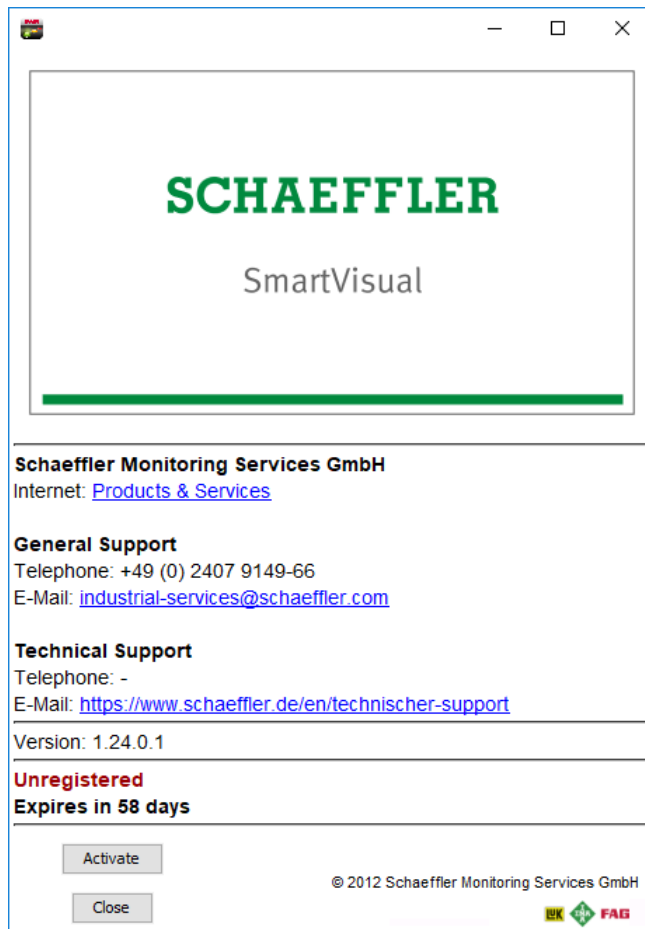 SCHAEFFLER
SmartVisual
Schaeffler Monitoring Services GmbH
Internet: Products & Services
General Support
Telephone: +49 (0) 2407 9149-66
E-Mail: industrial-services@schaeffler.com
Technical Support
Telephone: -
E-Mail: https://www.schaeffler.de/en/technischer-support
Version: 1.24.0.1
Unregistered
Expires in 58 days
Activate
© 2012 Schaeffler Monitoring Services GmbH
Close
LUK INA FAG